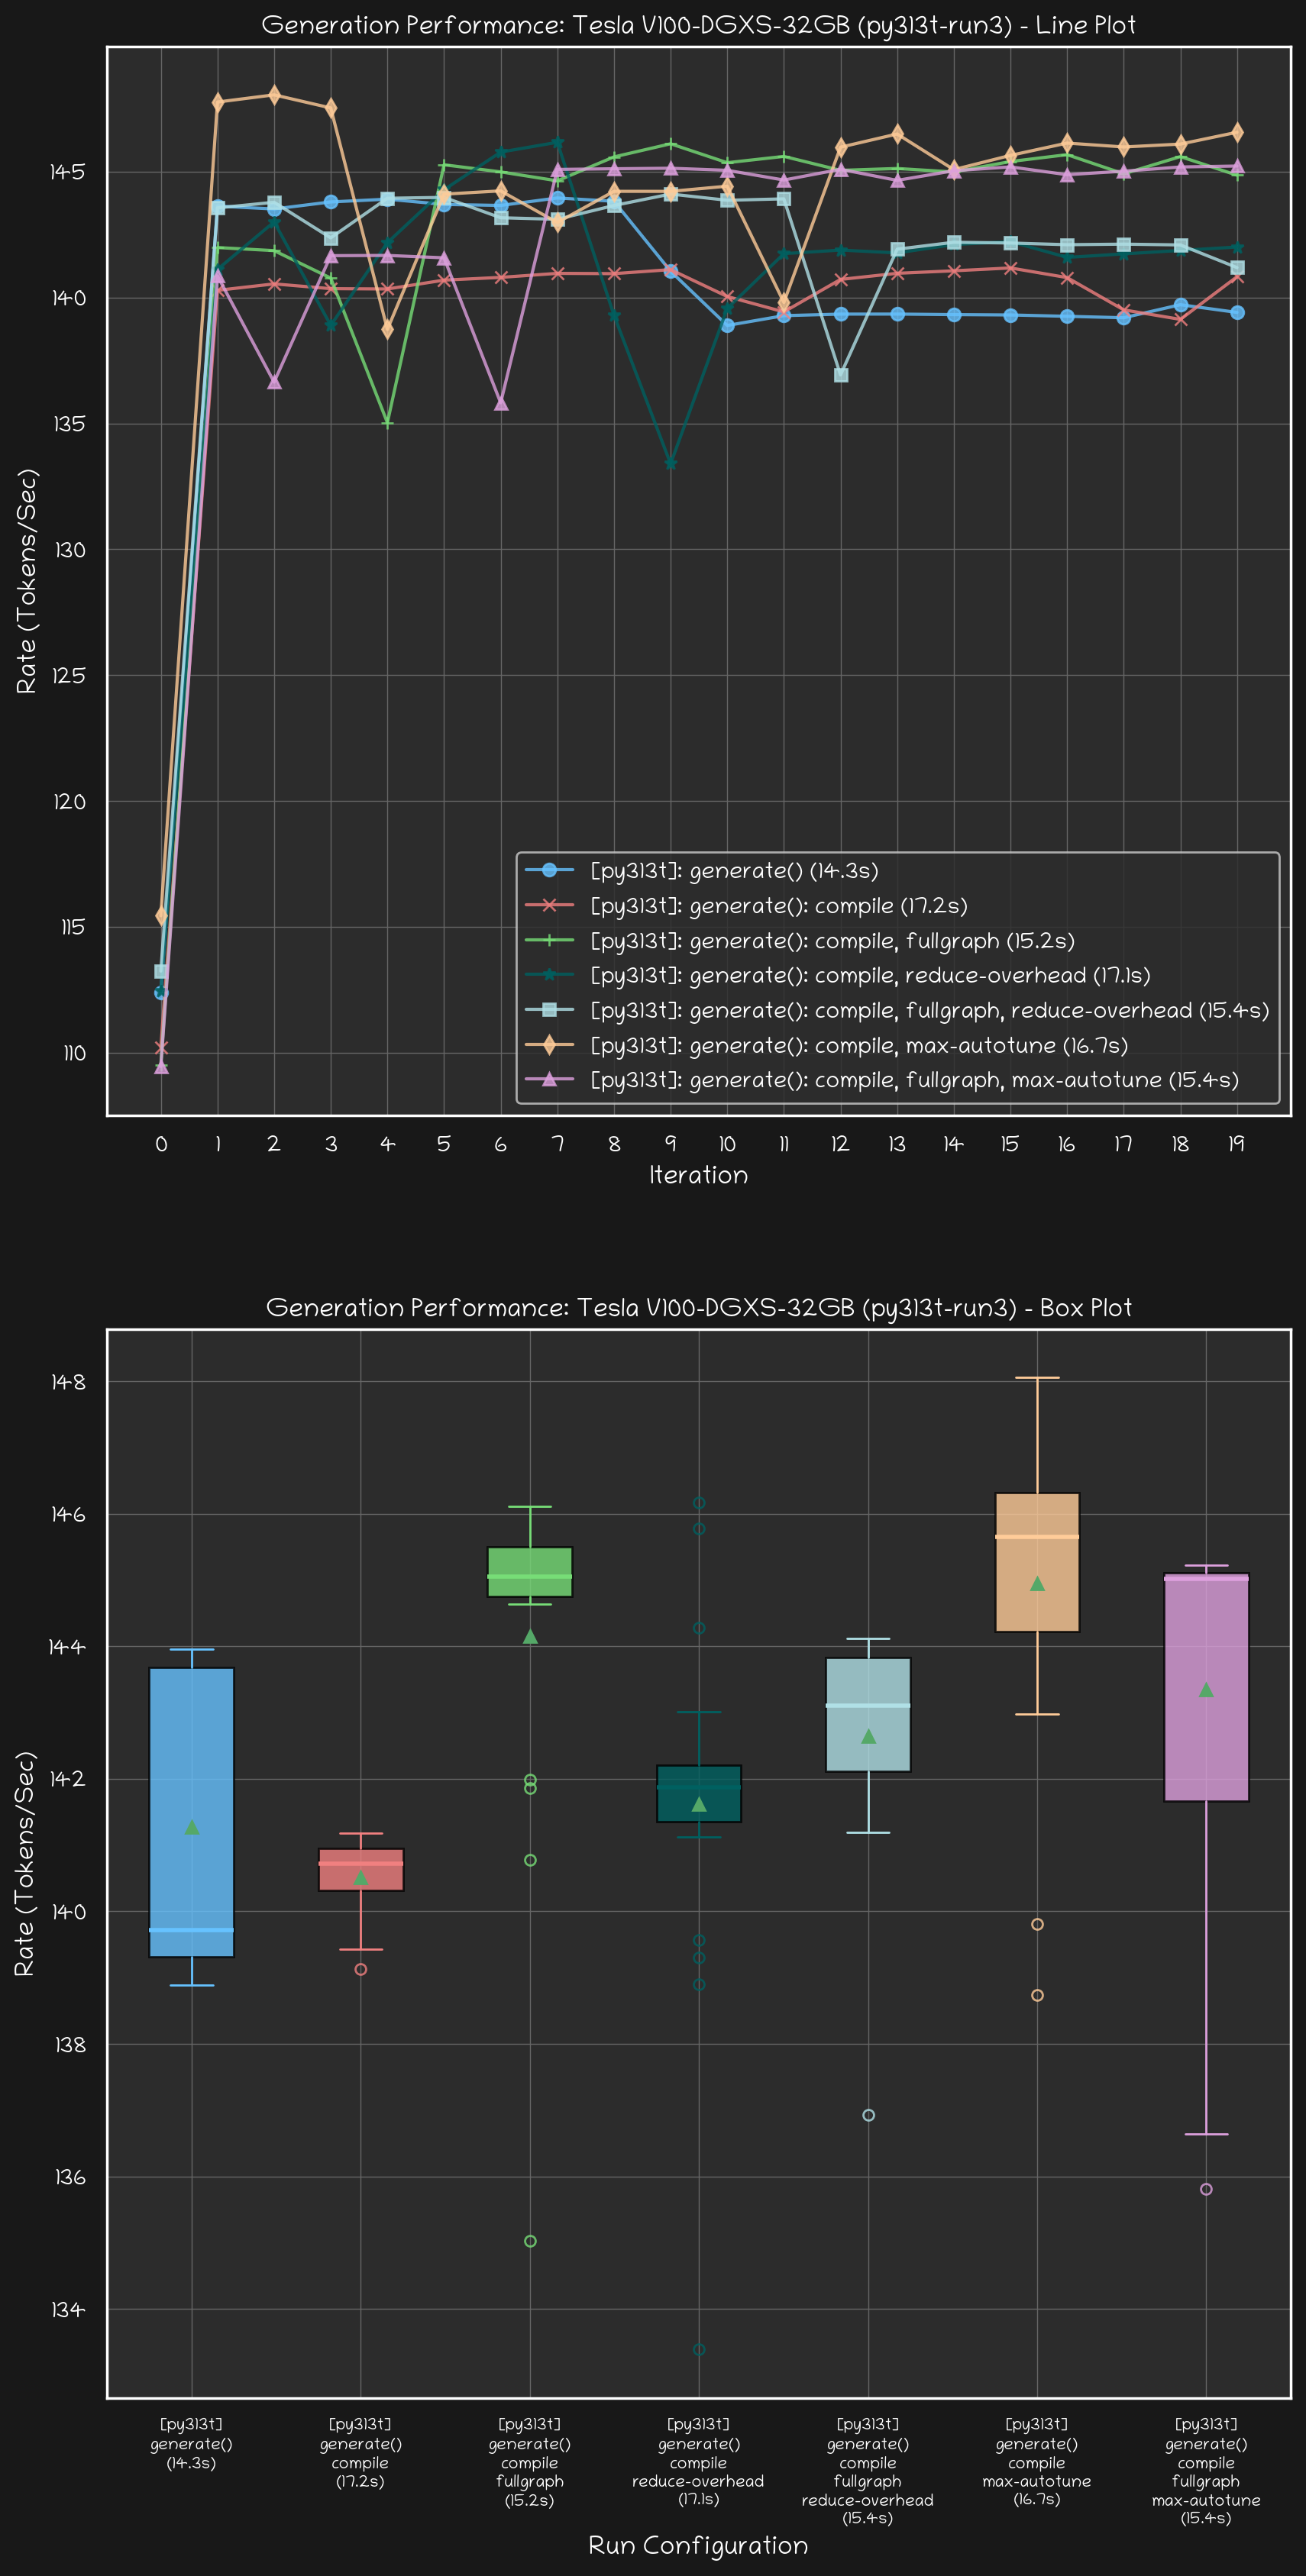 Generation Performance: Tesla V100-DGXS-32GB (py313t-run3) - Line Plot
145
140
135
130
125
120
115
110
Rate (Tokens/Sec)
[py313t]: generate() (14.3s)
[py313t]: generate(): compile (17.2s)
[py313t]: generate(): compile, fullgraph (15.2s)
[py313t]: generate(): compile, reduce-overhead (17.1s)
[py313t]: generate(): compile, fullgraph, reduce-overhead (15.4s)
[py313t]: generate(): compile, max-autotune (16.7s)
[py313t]: generate(): compile, fullgraph, max-autotune (15.4s)
0 1 2 3 4 5 6 7 8 9 10 11 12 13 14 15 16 17 18 19
Iteration
Generation Performance: Tesla V100-DGXS-32GB (py313t-run3) - Box Plot
148
146
144
142
140
138
136
134
Rate (Tokens/Sec)
[py313t]
generate()
(14.3s)
[py313t]
generate()
compile
(17.2s)
[py313t]
generate()
compile
fullgraph
(15.2s)
[py313t]
generate()
compile
reduce-overhead
(17.1s)
[py313t]
generate()
compile
fullgraph
reduce-overhead
(15.4s)
[py313t]
generate()
compile
max-autotune
(16.7s)
[py313t]
generate()
compile
fullgraph
max-autotune
(15.4s)
Run Configuration